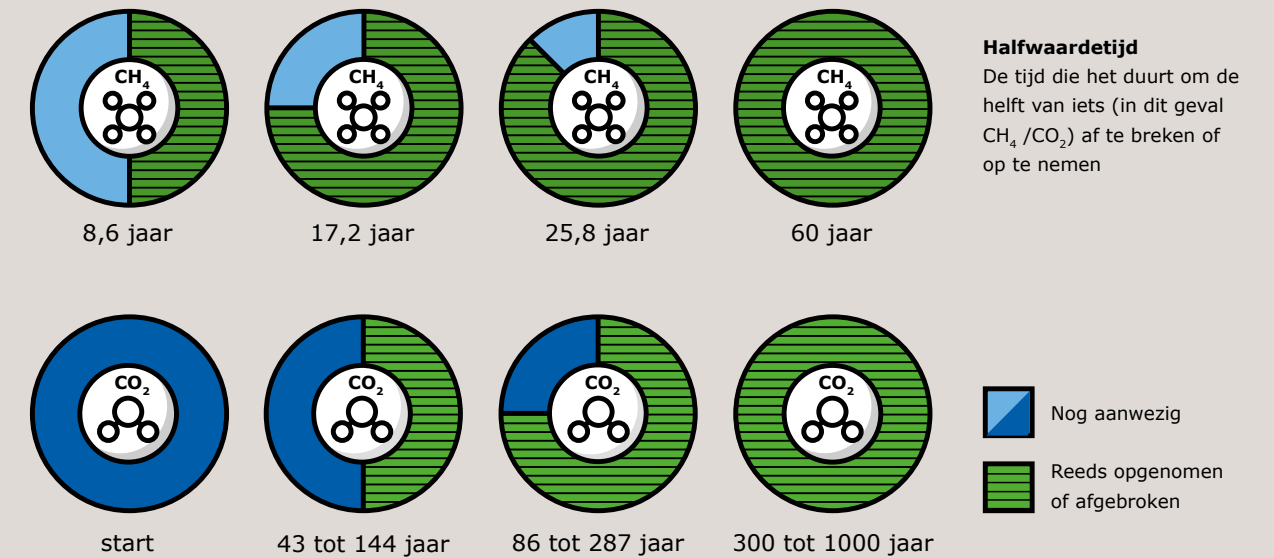 CH₄
CH₄
CH₄
CH₄
8,6 jaar
17,2 jaar
25,8 jaar
60 jaar
Halfwaardetijd
De tijd die het duurt om de
helft van iets (in dit geval
CH₄ /CO₂) af te breken of
op te nemen
CO₂
CO₂
CO₂
CO₂
start
43 tot 144 jaar
86 tot 287 jaar
300 tot 1000 jaar
Nog aanwezig
Reeds opgenomen
of afgebroken